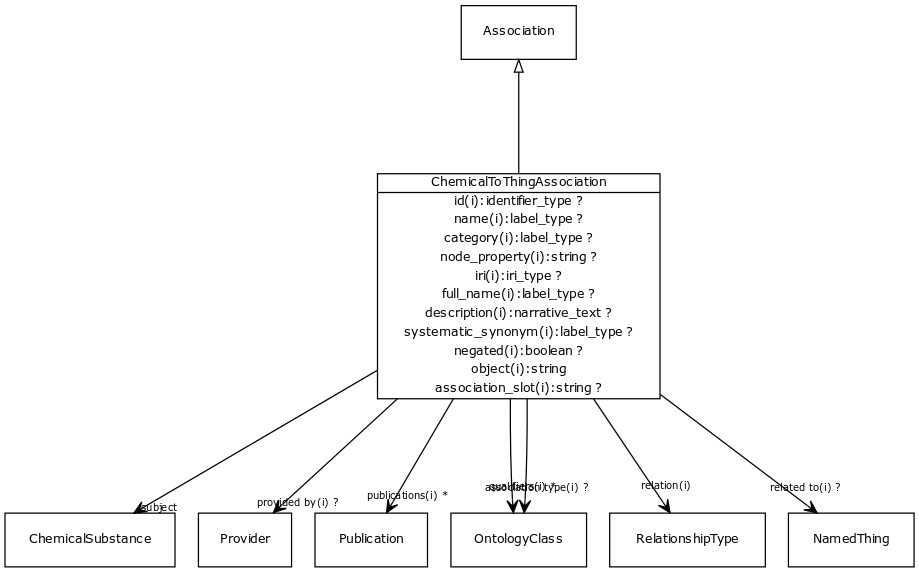 Association
ChemicalToThingAssociation
id(i):identifier_type ?
name(i):label_type ?
category(i):label_type ?
node_property(i):string ?
iri(i):iri_type ?
full_name(i):label_type ?
description(i):narrative_text ?
systematic_synonym(i):label_type ?
negated(i):boolean ?
object(i):string
association_slot(i):string ?
subject
provided by(i) ?
publications(i) *
qualifiers(i) *
association type(i) ?
relation(i)
related to(i) ?
ChemicalSubstance
Provider
Publication
OntologyClass
RelationshipType
NamedThing